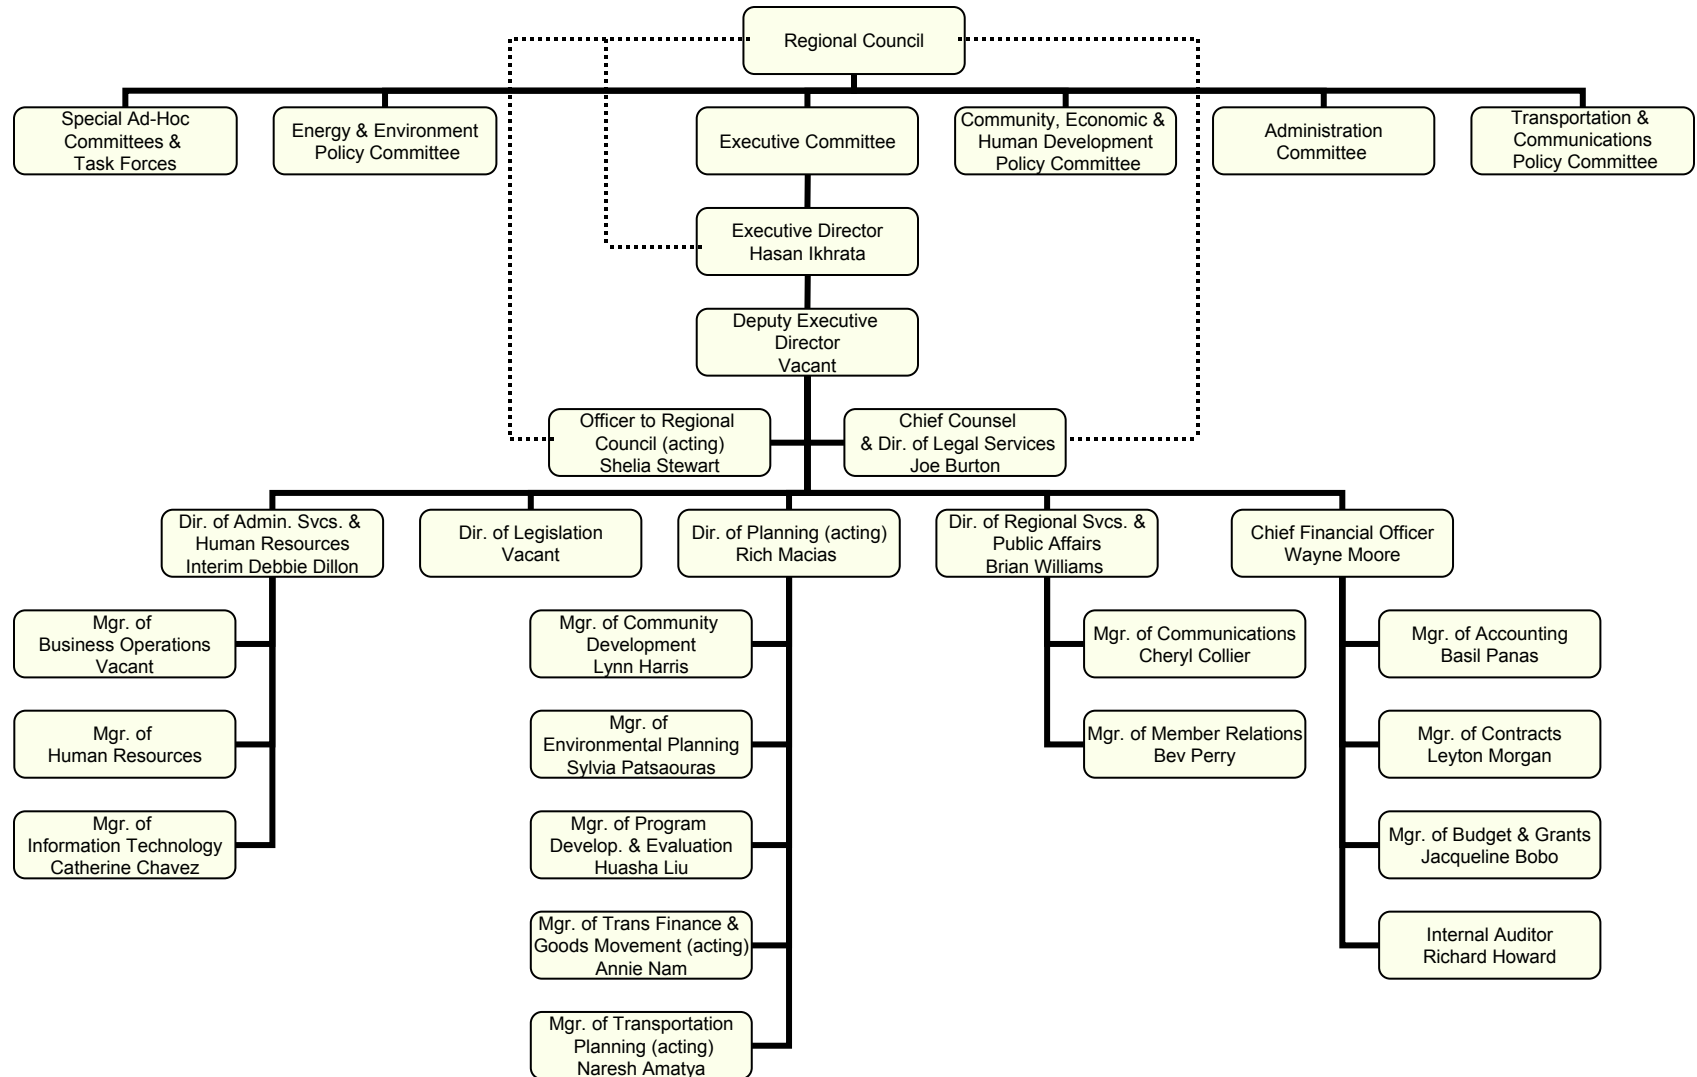 Regional Council
Special Ad-Hoc
Committees &
Task Forces
Energy & Environment
Policy Committee
Executive Committee
Community, Economic &
Human Development
Policy Committee
Administration
Committee
Transportation &
Communications
Policy Committee
Executive Director
Hasan Ikhrata
Deputy Executive
Director
Vacant
Officer to Regional
Council (acting)
Shelia Stewart
Chief Counsel
& Dir. of Legal Services
Joe Burton
Dir. of Admin. Svcs. &
Human Resources
Interim Debbie Dillon
Dir. of Legislation
Vacant
Dir. of Planning (acting)
Rich Macias
Dir. of Regional Svcs. &
Public Affairs
Brian Williams
Chief Financial Officer
Wayne Moore
Mgr. of
Business Operations
Vacant
Mgr. of Community
Development
Lynn Harris
Mgr. of Communications
Cheryl Collier
Mgr. of Accounting
Basil Panas
Mgr. of
Human Resources
Mgr. of
Environmental Planning
Sylvia Patsaouras
Mgr. of Member Relations
Bev Perry
Mgr. of Contracts
Leyton Morgan
Mgr. of
Information Technology
Catherine Chavez
Mgr. of Program
Develop. & Evaluation
Huasha Liu
Mgr. of Budget & Grants
Jacqueline Bobo
Mgr. of Trans Finance &
Goods Movement (acting)
Annie Nam
Internal Auditor
Richard Howard
Mgr. of Transportation
Planning (acting)
Naresh Amatya